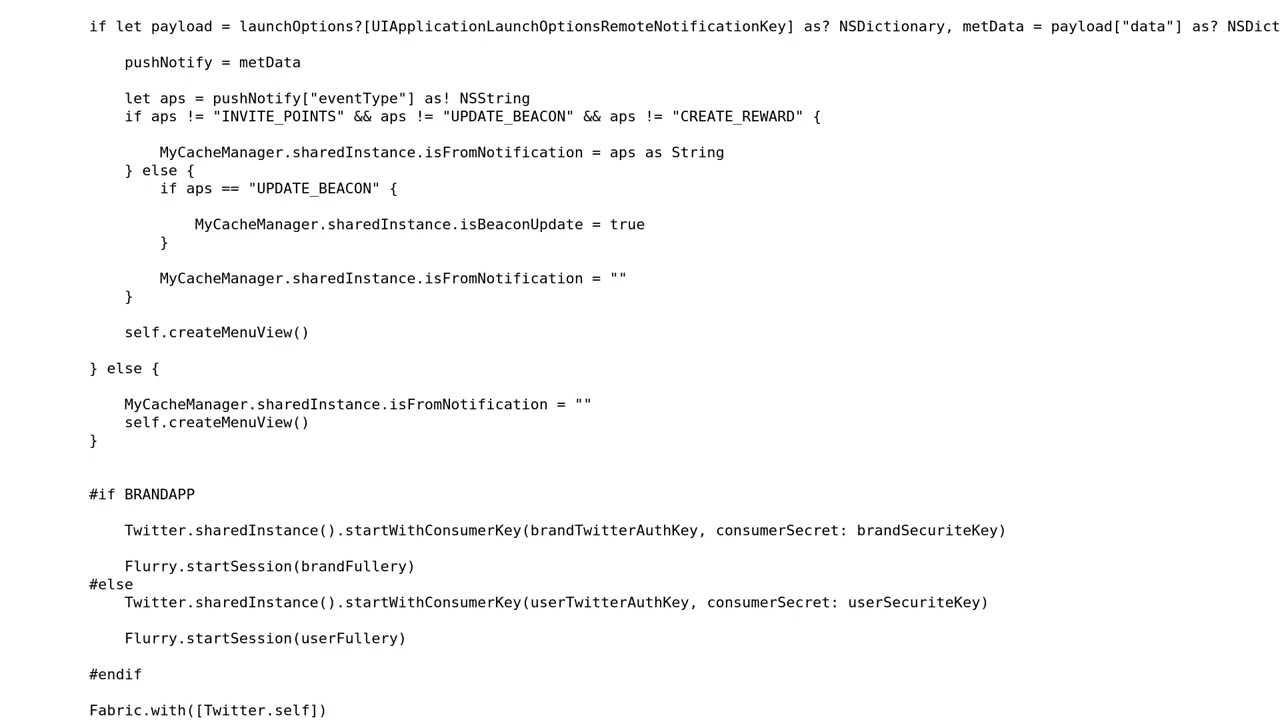 if let payload = launchOptions?[UIApplicationLaunchOptionsRemoteNotificationKey] as? NSDictionary, metData = payload["data"] as? NSDict
pushNotify = metData
let aps = pushNotify["eventType"] as! NSString
if aps != "INVITE_POINTS" && aps != "UPDATE_BEACON" && aps != "CREATE_REWARD" {
MyCacheManager.sharedInstance.isFromNotification = aps as String
} else {
if aps == "UPDATE_BEACON" {
MyCacheManager.sharedInstance.isBeaconUpdate = true
}
MyCacheManager.sharedInstance.isFromNotification = ""
}
self.createMenuView()
} else {
MyCacheManager.sharedInstance.isFromNotification = ""
self.createMenuView()
}
#if BRANDAPP
Twitter.sharedInstance().startWithConsumerKey(brandTwitterAuthKey, consumerSecret: brandSecuriteKey)
Flurry.startSession(brandFullery)
#else
Twitter.sharedInstance().startWithConsumerKey(userTwitterAuthKey, consumerSecret: userSecuriteKey)
Flurry.startSession(userFullery)
#endif
Fabric.with([Twitter.self])